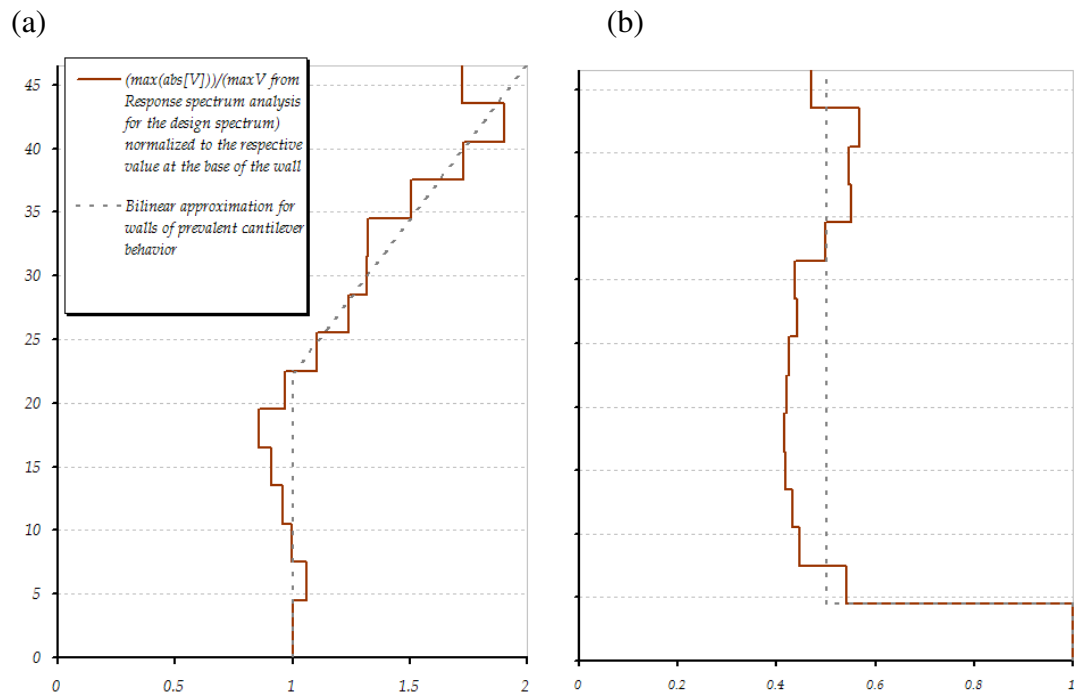 (a)
(b)
(max(abs[V]))/(maxV from
Response spectrum analysis
for the design spectrum)
normalized to the respective
value at the base of the wall
Bilinear approximation for
walls of prevalent cantilever
behavior
45
40
35
30
25
20
15
10
5
0
0 0.5 1 1.5 2
0 0.2 0.4 0.6 0.8 1